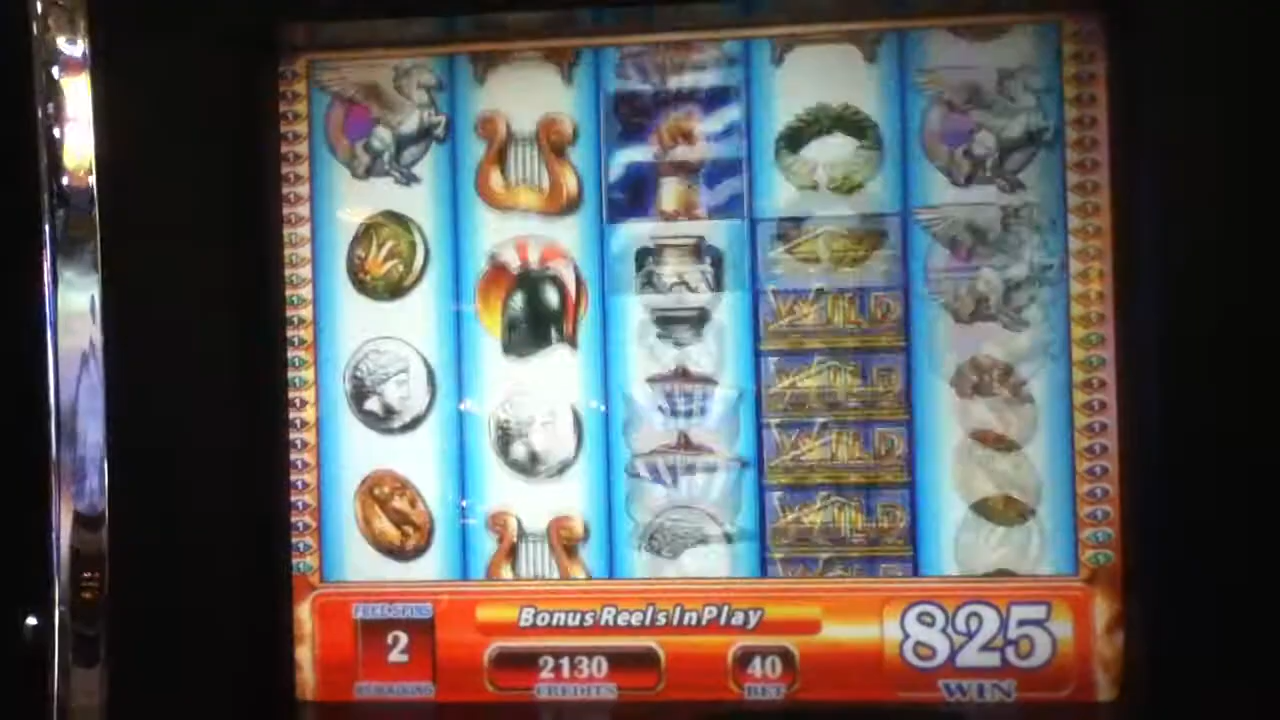 WILD
WILD
WILD
WILD
FREE SPINS
2
REMAINING
Bonus Reels In Play
2130
CREDITS
40
BET
825
WIN